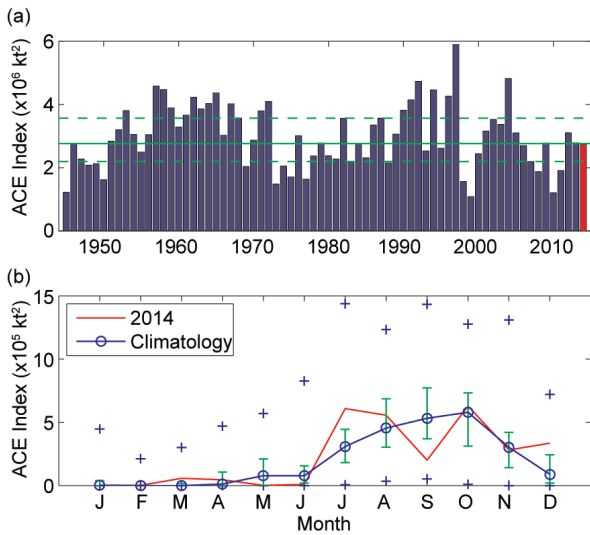 (a)
ACE Index (x10⁶ kt²)
6
4
2
0
1950 1960 1970 1980 1990 2000 2010
(b)
ACE Index (x10⁵ kt²)
15
10
5
0
2014
Climatology
J F M A M J J A S O N D
Month